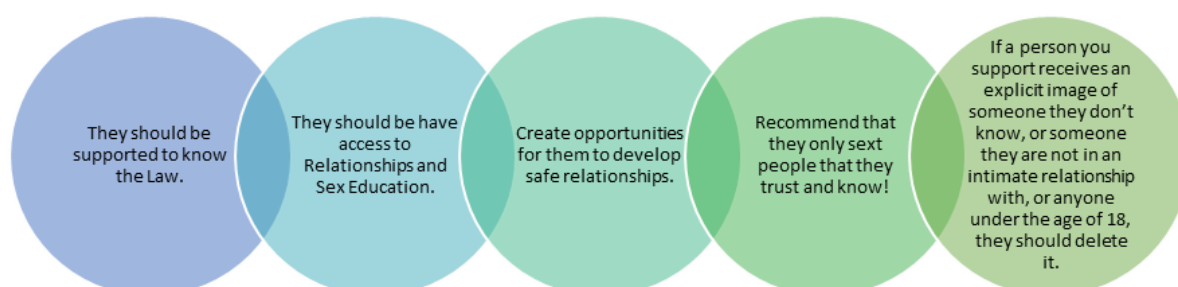 They should be
supported to know
the Law.
They should be have
access to
Relationships and
Sex Education.
Create opportunities
for them to develop
safe relationships.
Recommend that
they only sext
people that they
trust and know!
If a person you
support receives an
explicit image of
someone they don't
know, or someone
they are not in an
intimate relationship
with, or anyone
under the age of 18,
they should delete
it.